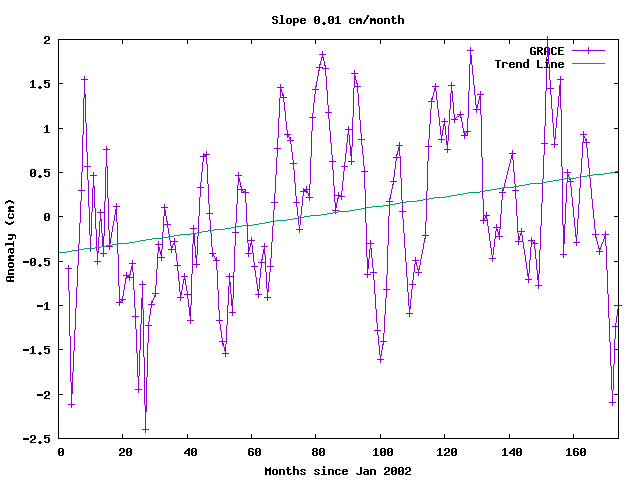 Slope 0.01 cm/month
GRACE
Trend Line
2
1.5
1
0.5
0
-0.5
-1
-1.5
-2
-2.5
Anomaly (cm)
0 20 40 60 80 100 120 140 160
Months since Jan 2002